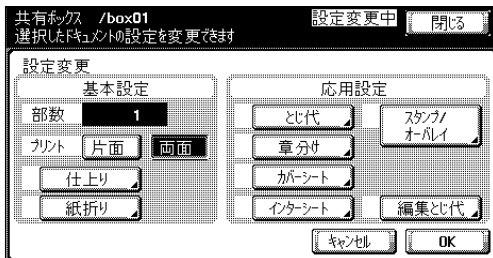 共有ボックス /box01 設定変更中 閉じる
選択したドキュメントの設定を変更できます
設定変更
基本設定
部数 1
プリント 片面 両面
仕上り
紙折り
応用設定
とじ代
章分け
カバーシート
インターシート
スタンプ/
オーバレイ
編集とじ代
キャンセル OK